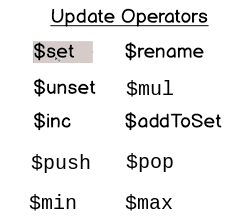 Update Operators
$set $rename
$unset $mul
$inc $addToSet
$push $pop
$min $max